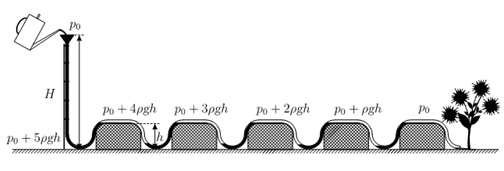 p₀
H
p₀ + 4ρgh
p₀ + 3ρgh
p₀ + 2ρgh
p₀ + ρgh
p₀
h
p₀ + 5ρgh